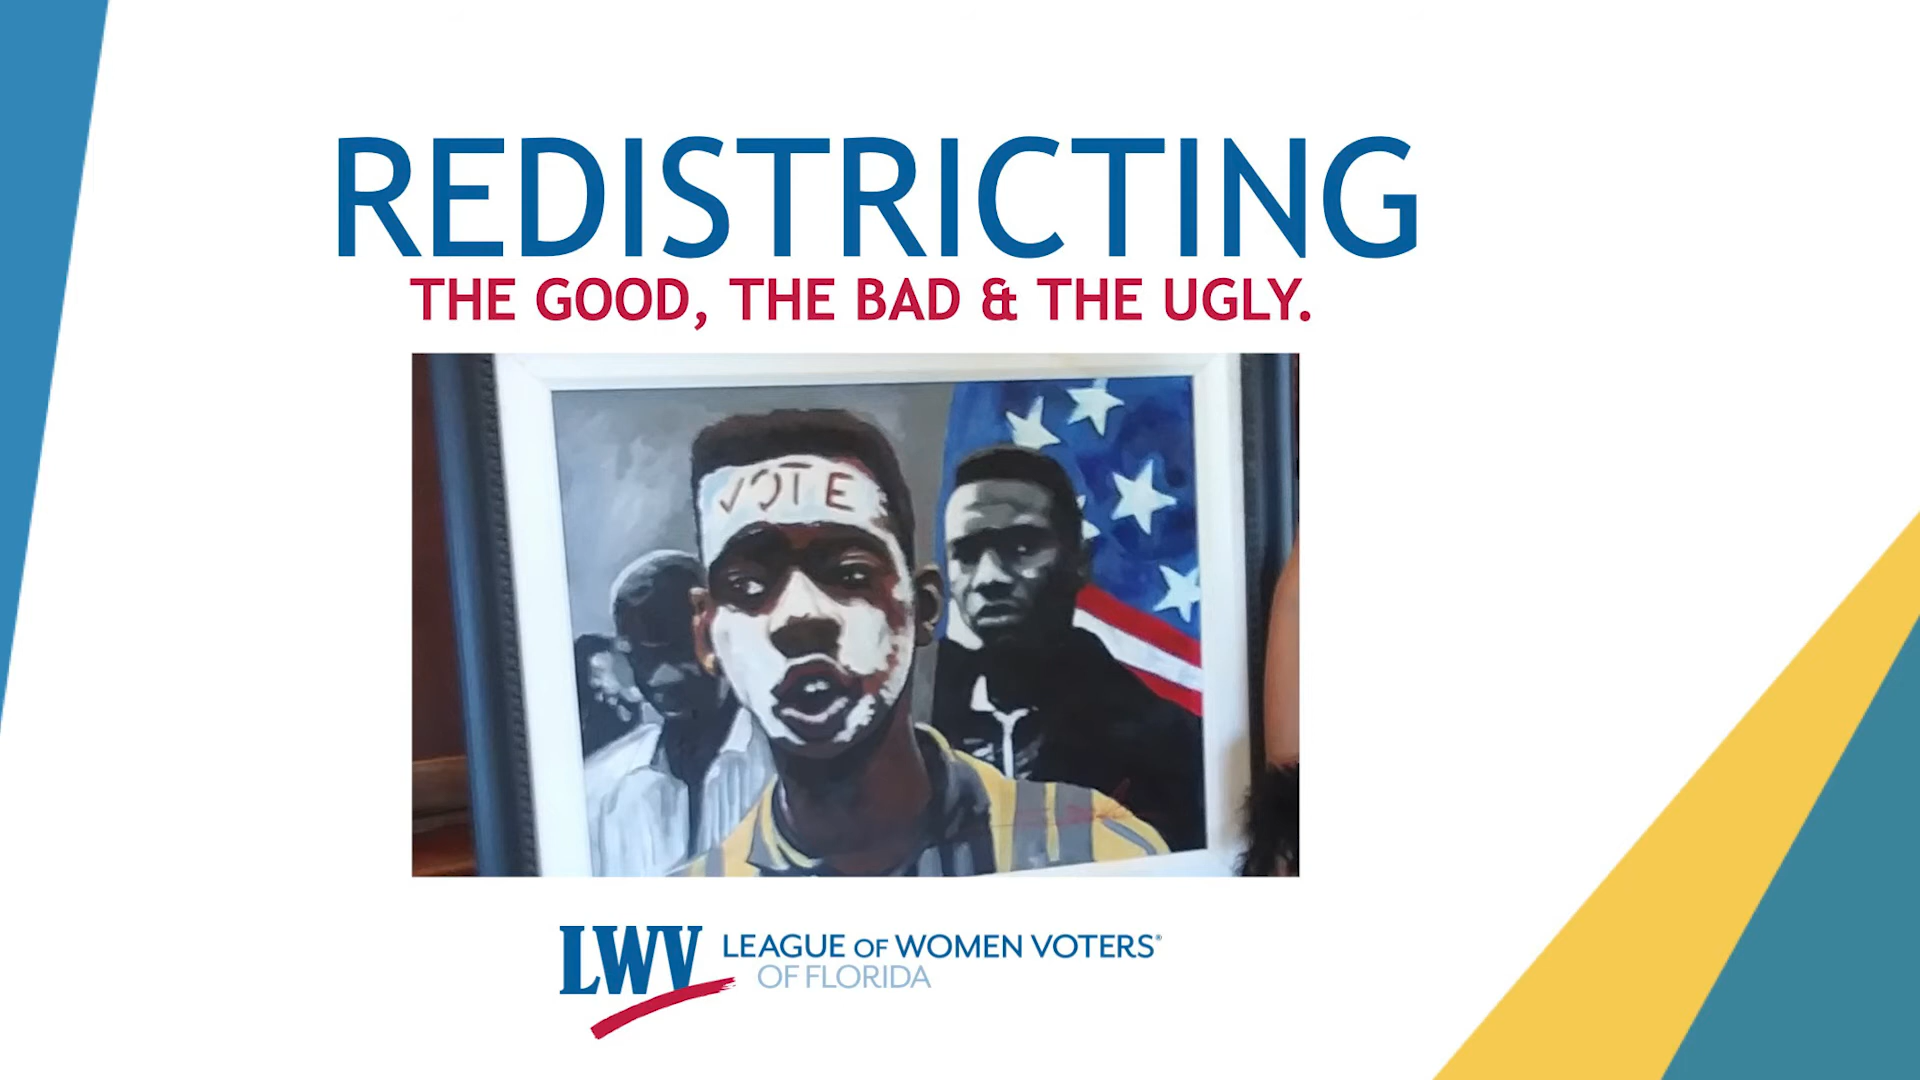 REDISTRICTING
THE GOOD, THE BAD & THE UGLY.
VOTE
LWV LEAGUE OF WOMEN VOTERS®
OF FLORIDA